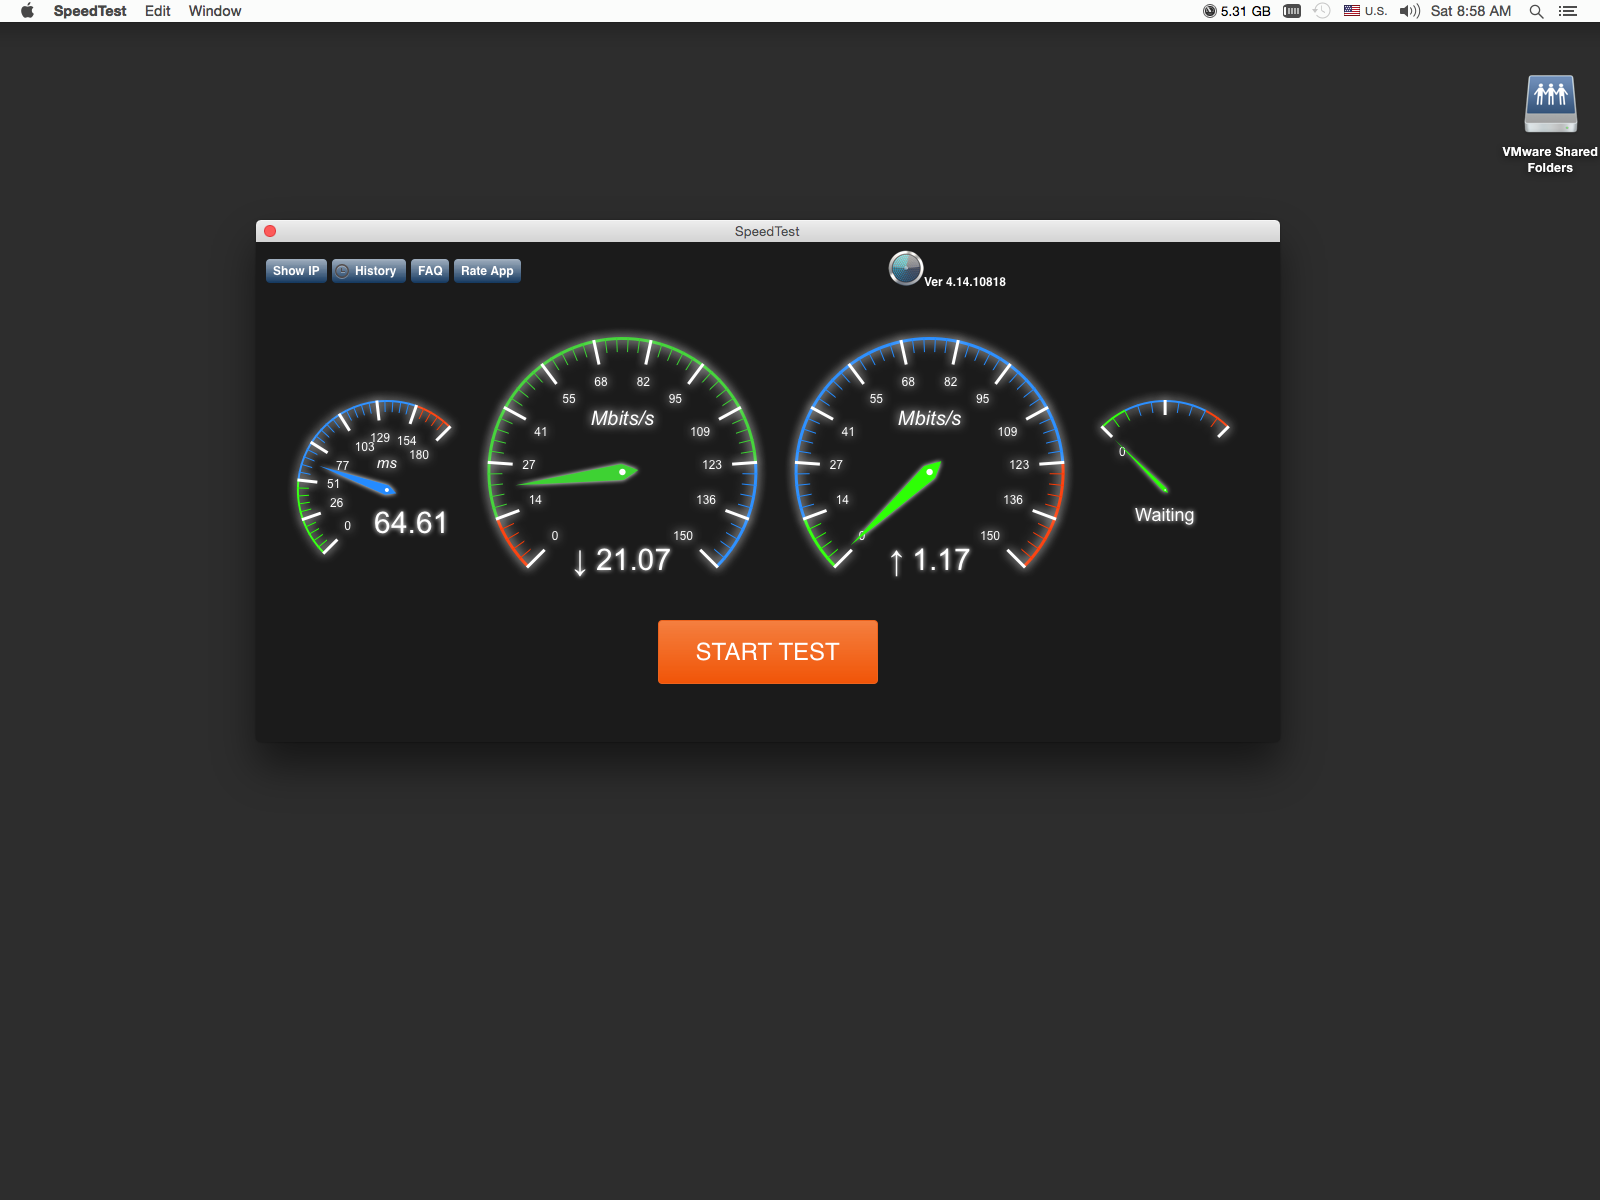 SpeedTest Edit Window 5.31 GB U.S. Sat 8:58 AM
VMware Shared
Folders
SpeedTest
Show IP History FAQ Rate App
Ver 4.14.10818
0 26 51 77 103 129 154 180
ms
64.61
0 14 27 41 55 68 82 95 109 123 136 150
Mbits/s
↓ 21.07
0 14 27 41 55 68 82 95 109 123 136 150
Mbits/s
↑ 1.17
0
Waiting
START TEST